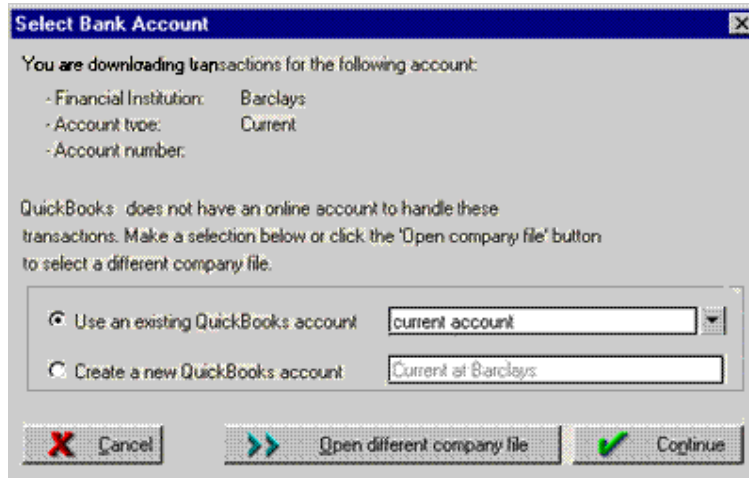 Select Bank Account
You are downloading transactions for the following account:
- Financial Institution: Barclays
- Account type: Current
- Account number:
QuickBooks does not have an online account to handle these
transactions. Make a selection below or click the 'Open company file' button
to select a different company file.
Use an existing QuickBooks account current account
Create a new QuickBooks account Current at Barclays
Cancel Open different company file Continue